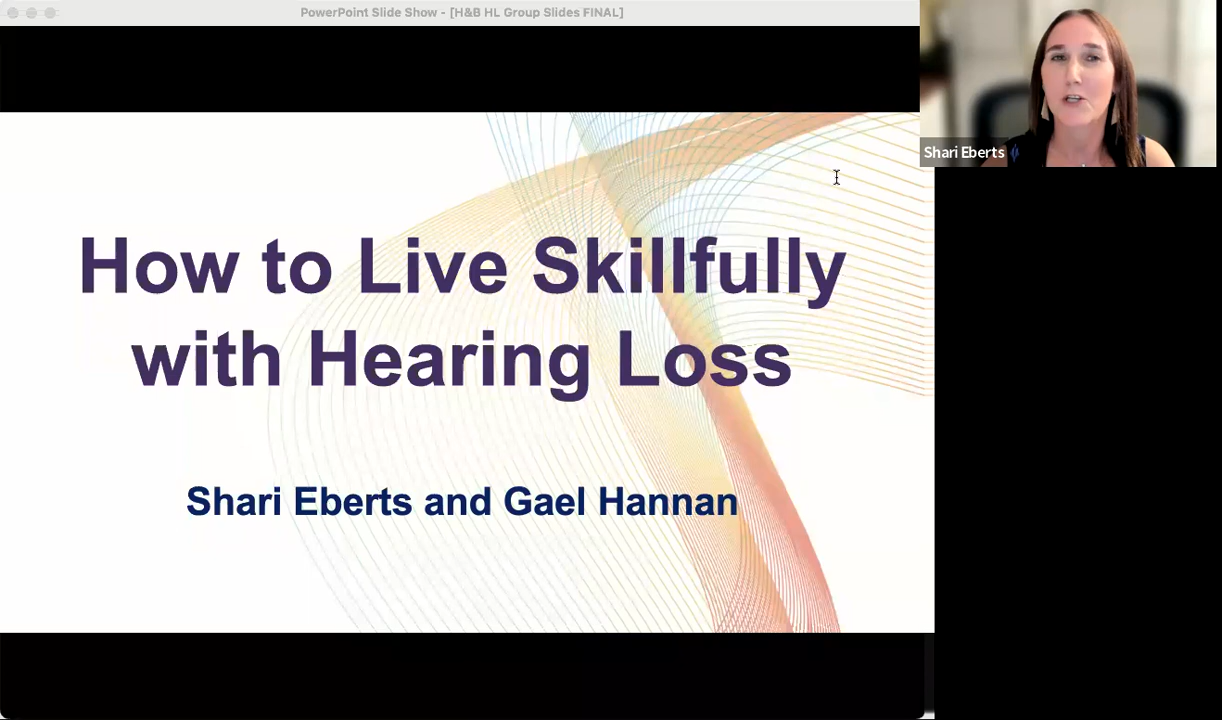 PowerPoint Slide Show - [H&B HL Group Slides FINAL]
Shari Eberts
How to Live Skillfully
with Hearing Loss
Shari Eberts and Gael Hannan